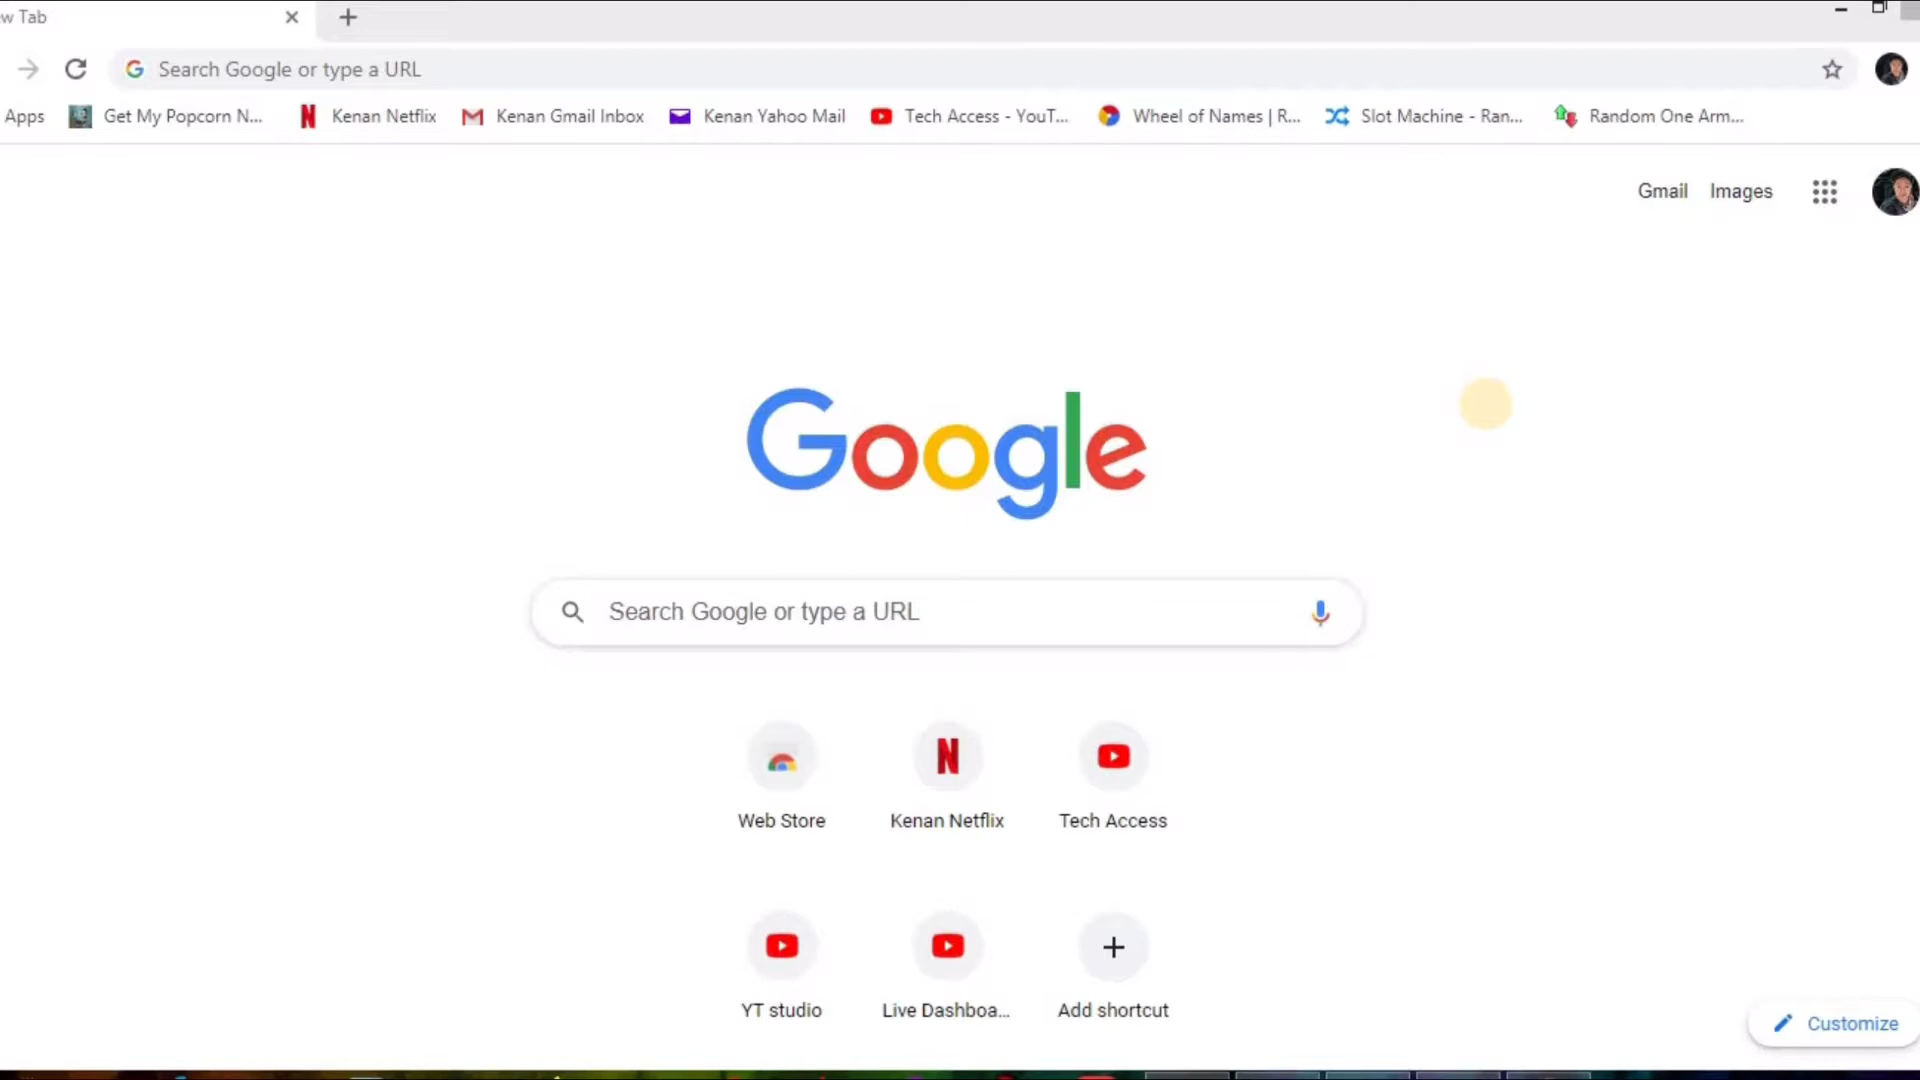 ew Tab
Search Google or type a URL
Apps Get My Popcorn N... Kenan Netflix Kenan Gmail Inbox Kenan Yahoo Mail Tech Access - YouT... Wheel of Names | R... Slot Machine - Ran... Random One Arm...
Gmail Images
Google
Search Google or type a URL
Web Store Kenan Netflix Tech Access
YT studio Live Dashboa... Add shortcut
Customize